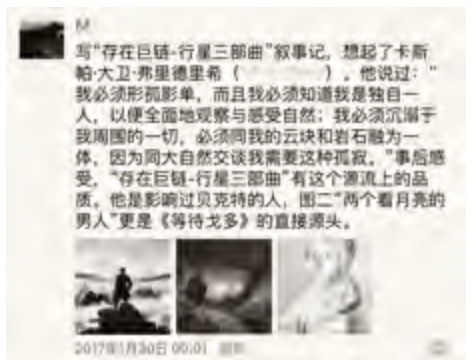 M
写“存在巨链-行星三部曲”叙事记，想起了卡斯
帕·大卫·弗里德里希（ ），他说过：“
我必须形孤影单，而且我必须知道我是独自一
人，以便全面地观察与感受自然；我必须沉溺于
我周围的一切，必须同我的云块和岩石融为一
体，因为同大自然交谈我需要这种孤寂。”事后感
受，“存在巨链-行星三部曲”有这个源流上的品
质。他是影响过贝克特的人，图二“两个看月亮的
男人”更是《等待戈多》的直接源头。
2017年1月30日 00:01